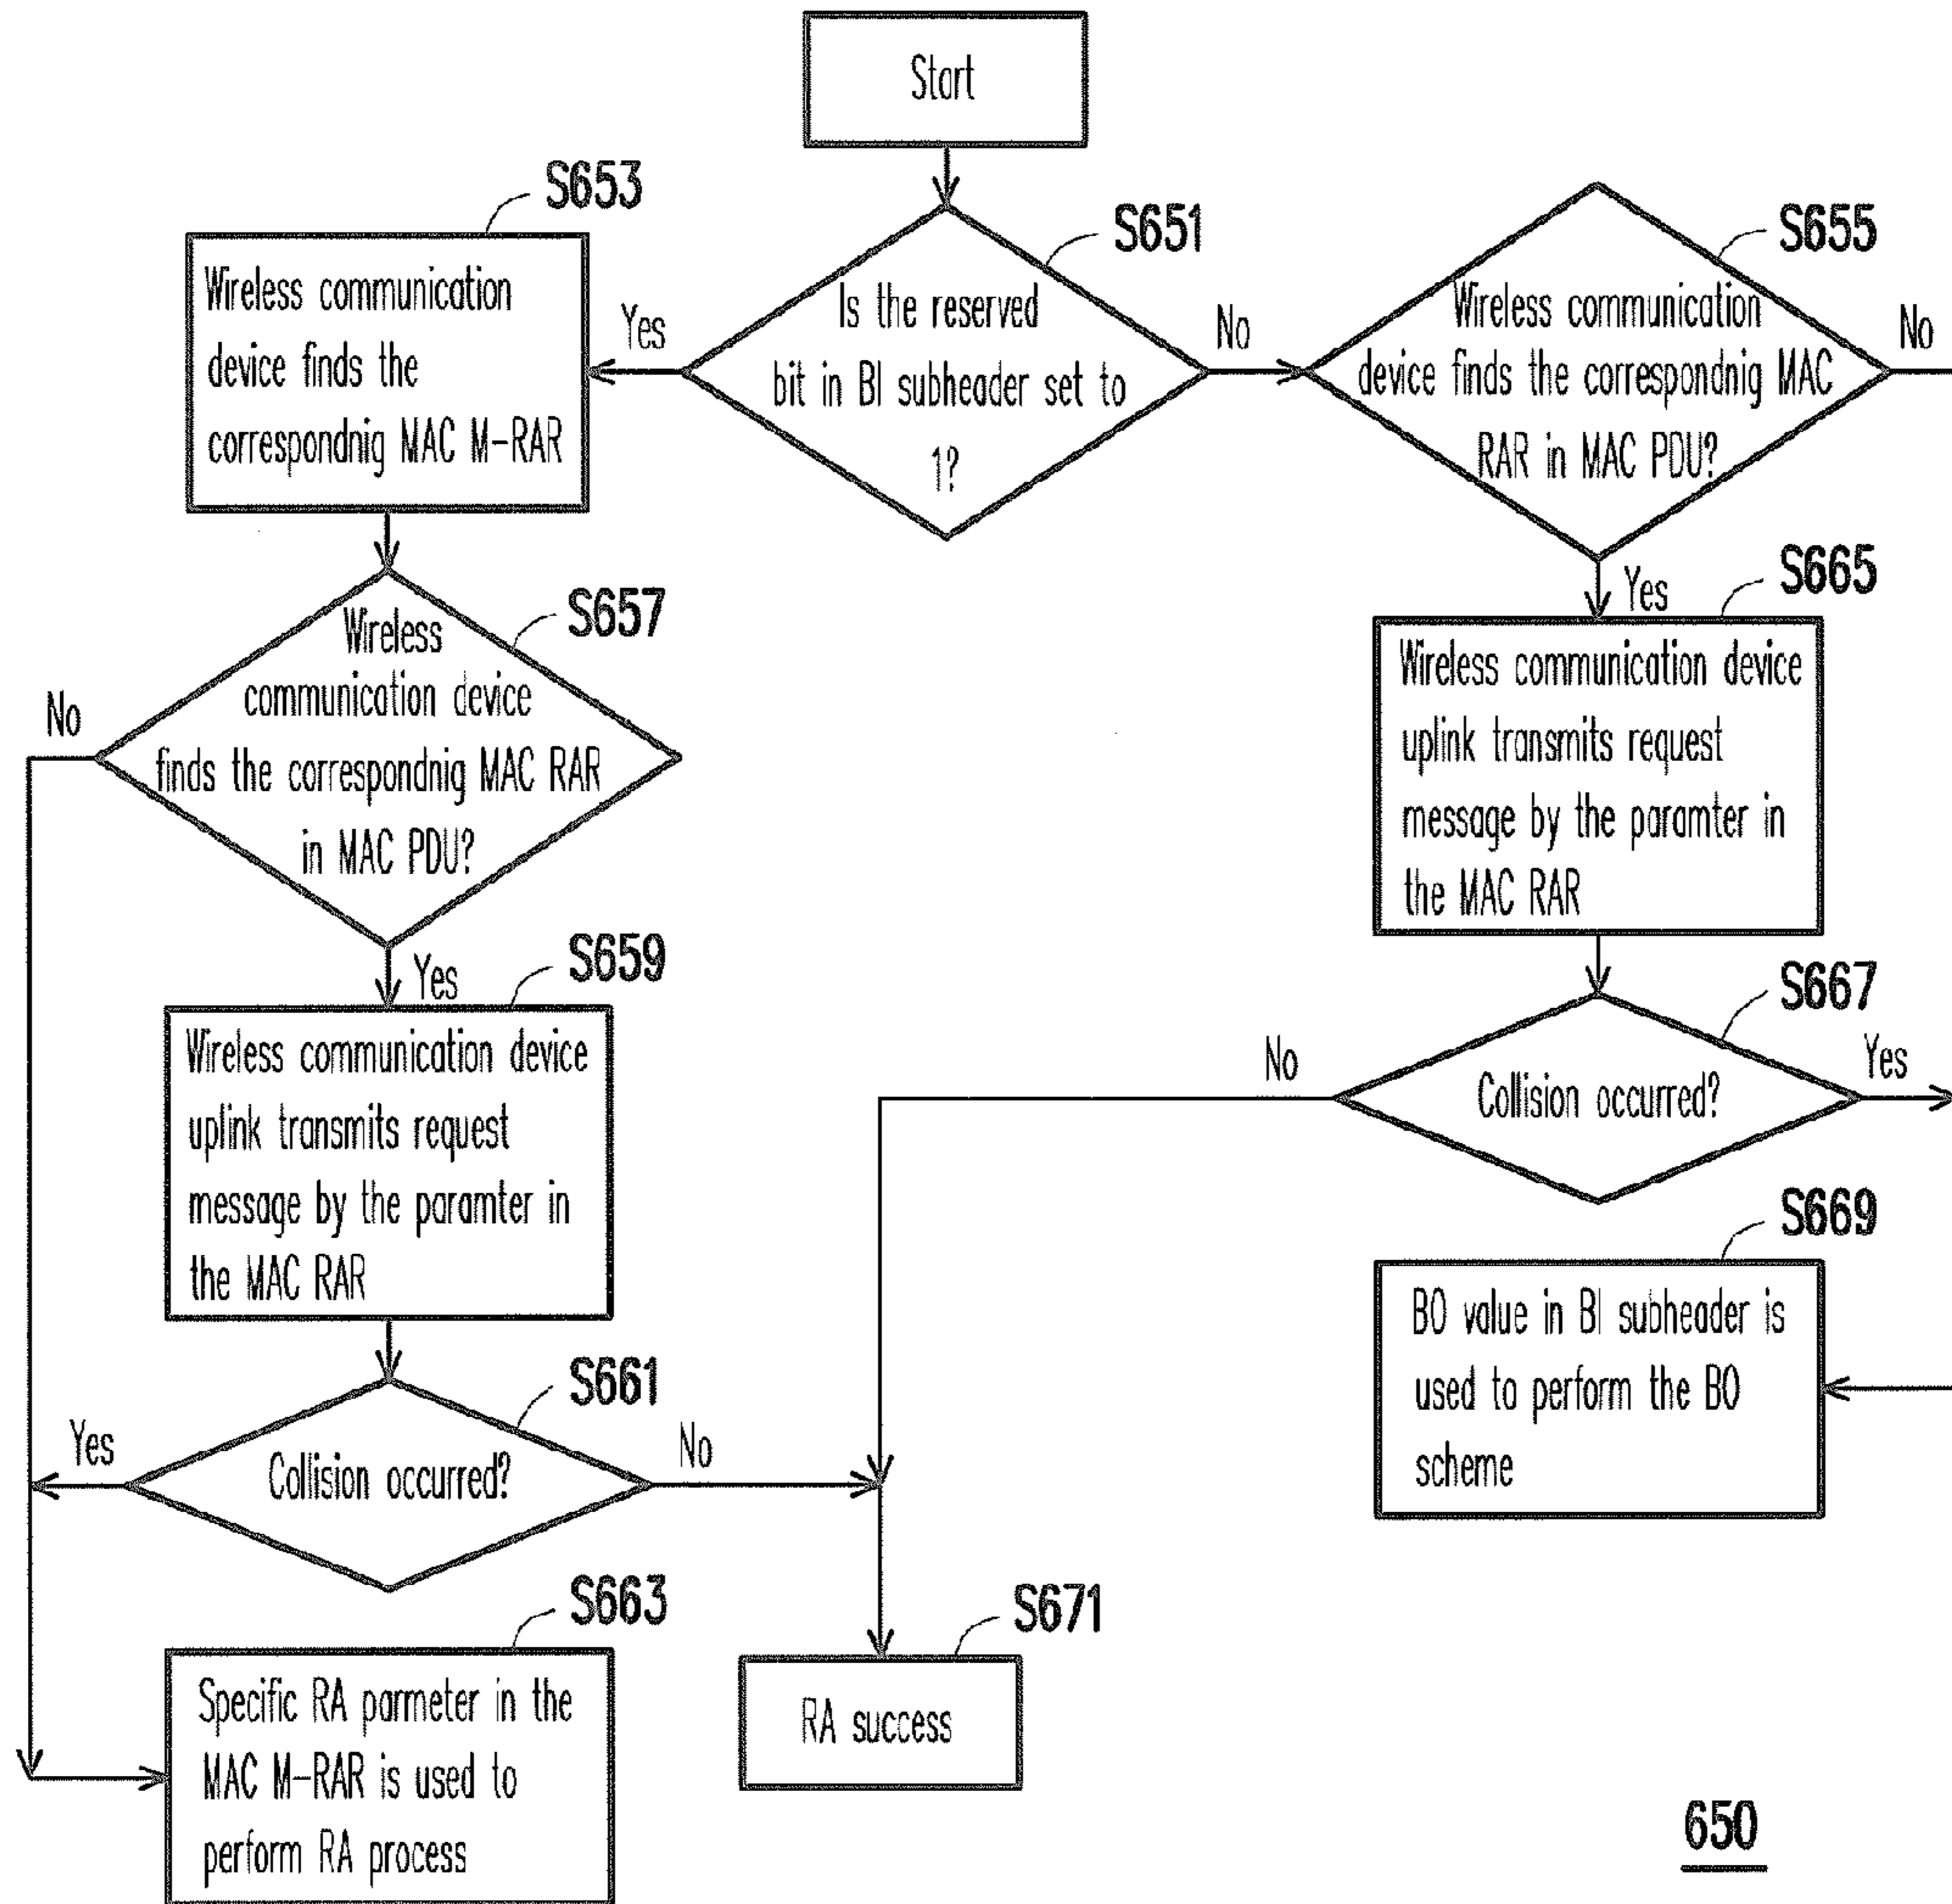 Start
S651
Is the reserved
bit in BI subheader set to
1?
Yes
No
S653
Wireless communication
device finds the
correspondnig MAC M-RAR
S655
Wireless communication
device finds the correspondnig MAC
RAR in MAC PDU?
No
Yes
S657
Wireless
communication device
finds the correspondnig MAC RAR
in MAC PDU?
No
Yes
S665
Wireless communication device
uplink transmits request
message by the paramter in
the MAC RAR
S659
Wireless communication device
uplink transmits request
message by the paramter in
the MAC RAR
S667
Collision occurred?
No
Yes
S669
BO value in BI subheader is
used to perform the BO
scheme
S661
Collision occurred?
Yes
No
S663
Specific RA parmeter in the
MAC M-RAR is used to
perform RA process
S671
RA success
650